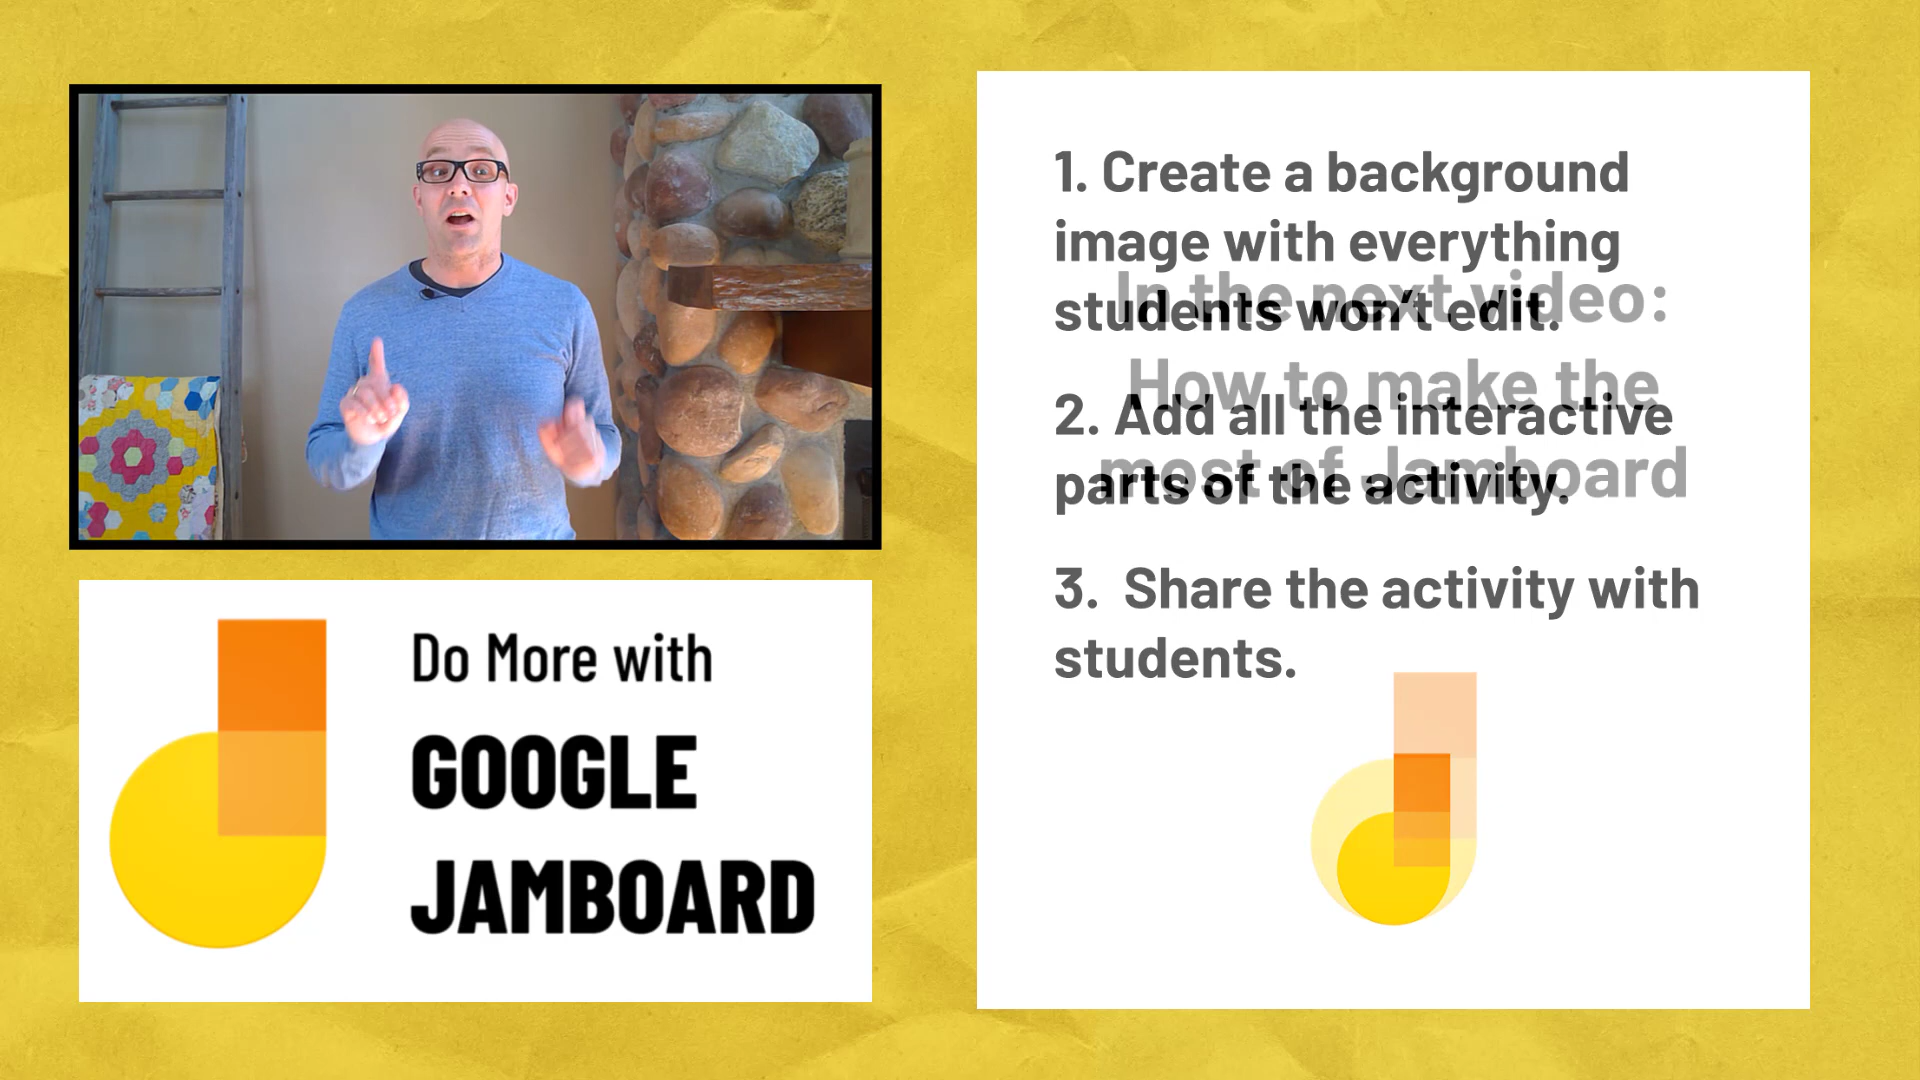 Do More with
GOOGLE
JAMBOARD
1. Create a background
image with everything
students won't edit.
2. Add all the interactive
parts of the activity.
3. Share the activity with
students.
In the next video:
How to make the
most of Jamboard